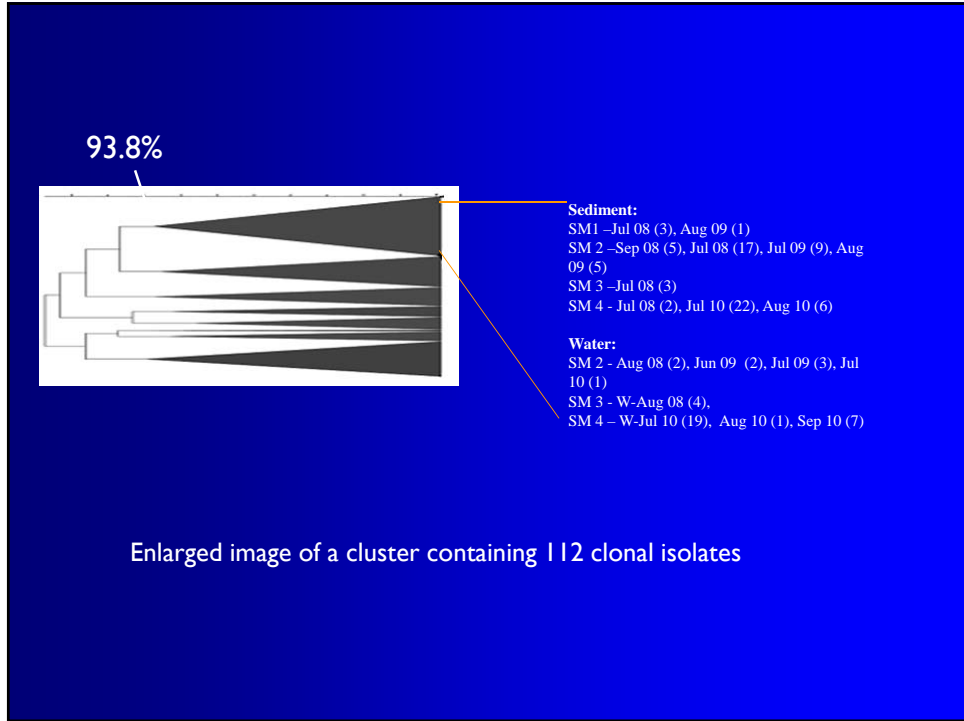 93.8%
Sediment:
SM1 –Jul 08 (3), Aug 09 (1)
SM 2 –Sep 08 (5), Jul 08 (17), Jul 09 (9), Aug
09 (5)
SM 3 –Jul 08 (3)
SM 4 - Jul 08 (2), Jul 10 (22), Aug 10 (6)
Water:
SM 2 - Aug 08 (2), Jun 09 (2), Jul 09 (3), Jul
10 (1)
SM 3 - W-Aug 08 (4),
SM 4 – W-Jul 10 (19), Aug 10 (1), Sep 10 (7)
Enlarged image of a cluster containing 112 clonal isolates